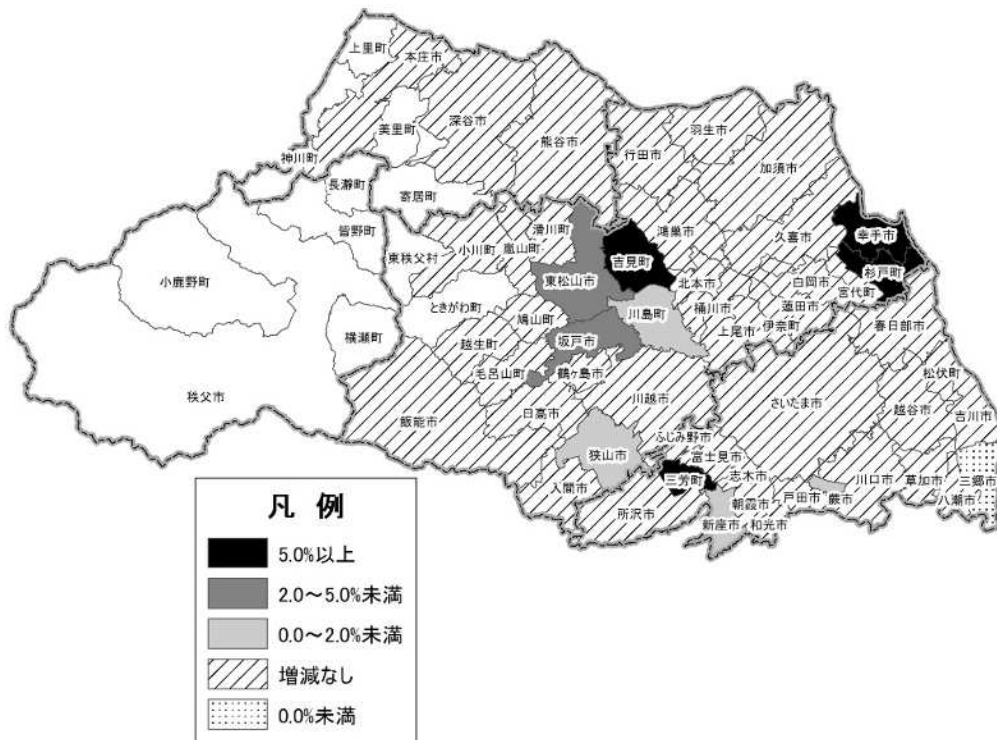 上里町
本庄市
美里町
深谷市
熊谷市
神川町
長瀞町
寄居町
皆野町
小鹿野町
横瀬町
秩父市
行田市
羽生市
加須市
鴻巣市
久喜市
幸手市
杉戸町
宮代町
白岡市
蓮田市
北本市
桶川市
上尾市
伊奈町
滑川町
嵐山町
小川町
東秩父村
吉見町
東松山市
ときがわ町
鳩山町
川島町
坂戸市
越生町
毛呂山町
鶴ヶ島市
日高市
川越市
飯能市
狭山市
入間市
所沢市
ふじみ野市
富士見市
三芳町
志木市
朝霞市
新座市
和光市
さいたま市
戸田市
蕨市
川口市
春日部市
松伏町
越谷市
吉川市
草加市
三郷市
八潮市
凡 例
5.0%以上
2.0～5.0%未満
0.0～2.0%未満
増減なし
0.0%未満